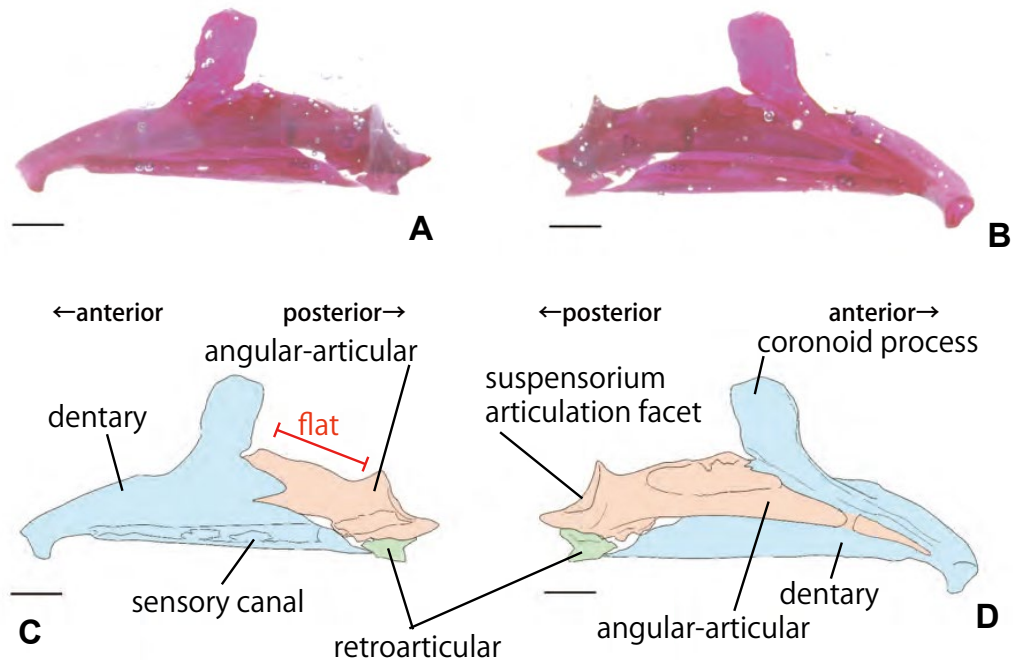 A
B
←anterior
posterior→
←posterior
anterior→
angular-articular
coronoid process
suspensorium
articulation facet
dentary
flat
sensory canal
retroarticular
angular-articular
dentary
C
D